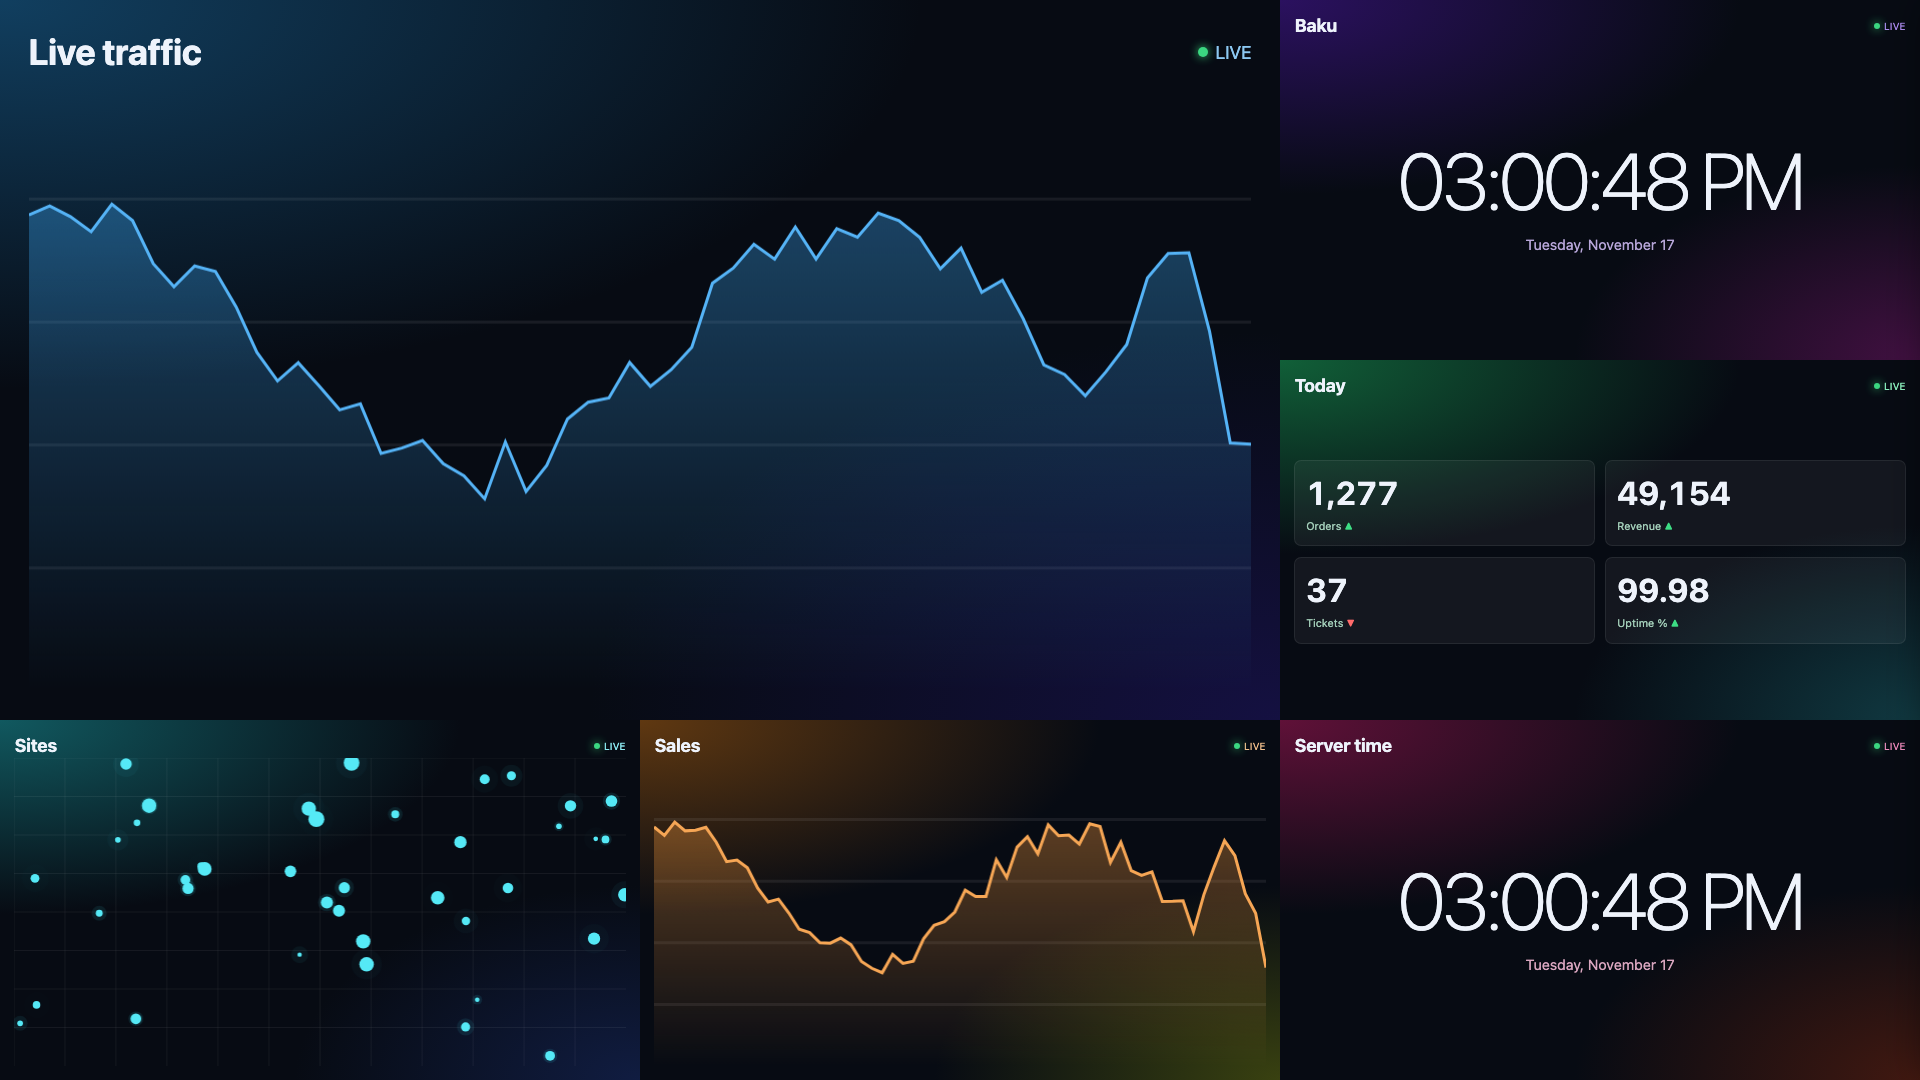 Live traffic
LIVE
Baku
LIVE
03:00:48 PM
Tuesday, November 17
Today
LIVE
1,277
Orders ▲
49,154
Revenue ▲
37
Tickets ▼
99.98
Uptime % ▲
Sites
LIVE
Sales
LIVE
Server time
LIVE
03:00:48 PM
Tuesday, November 17